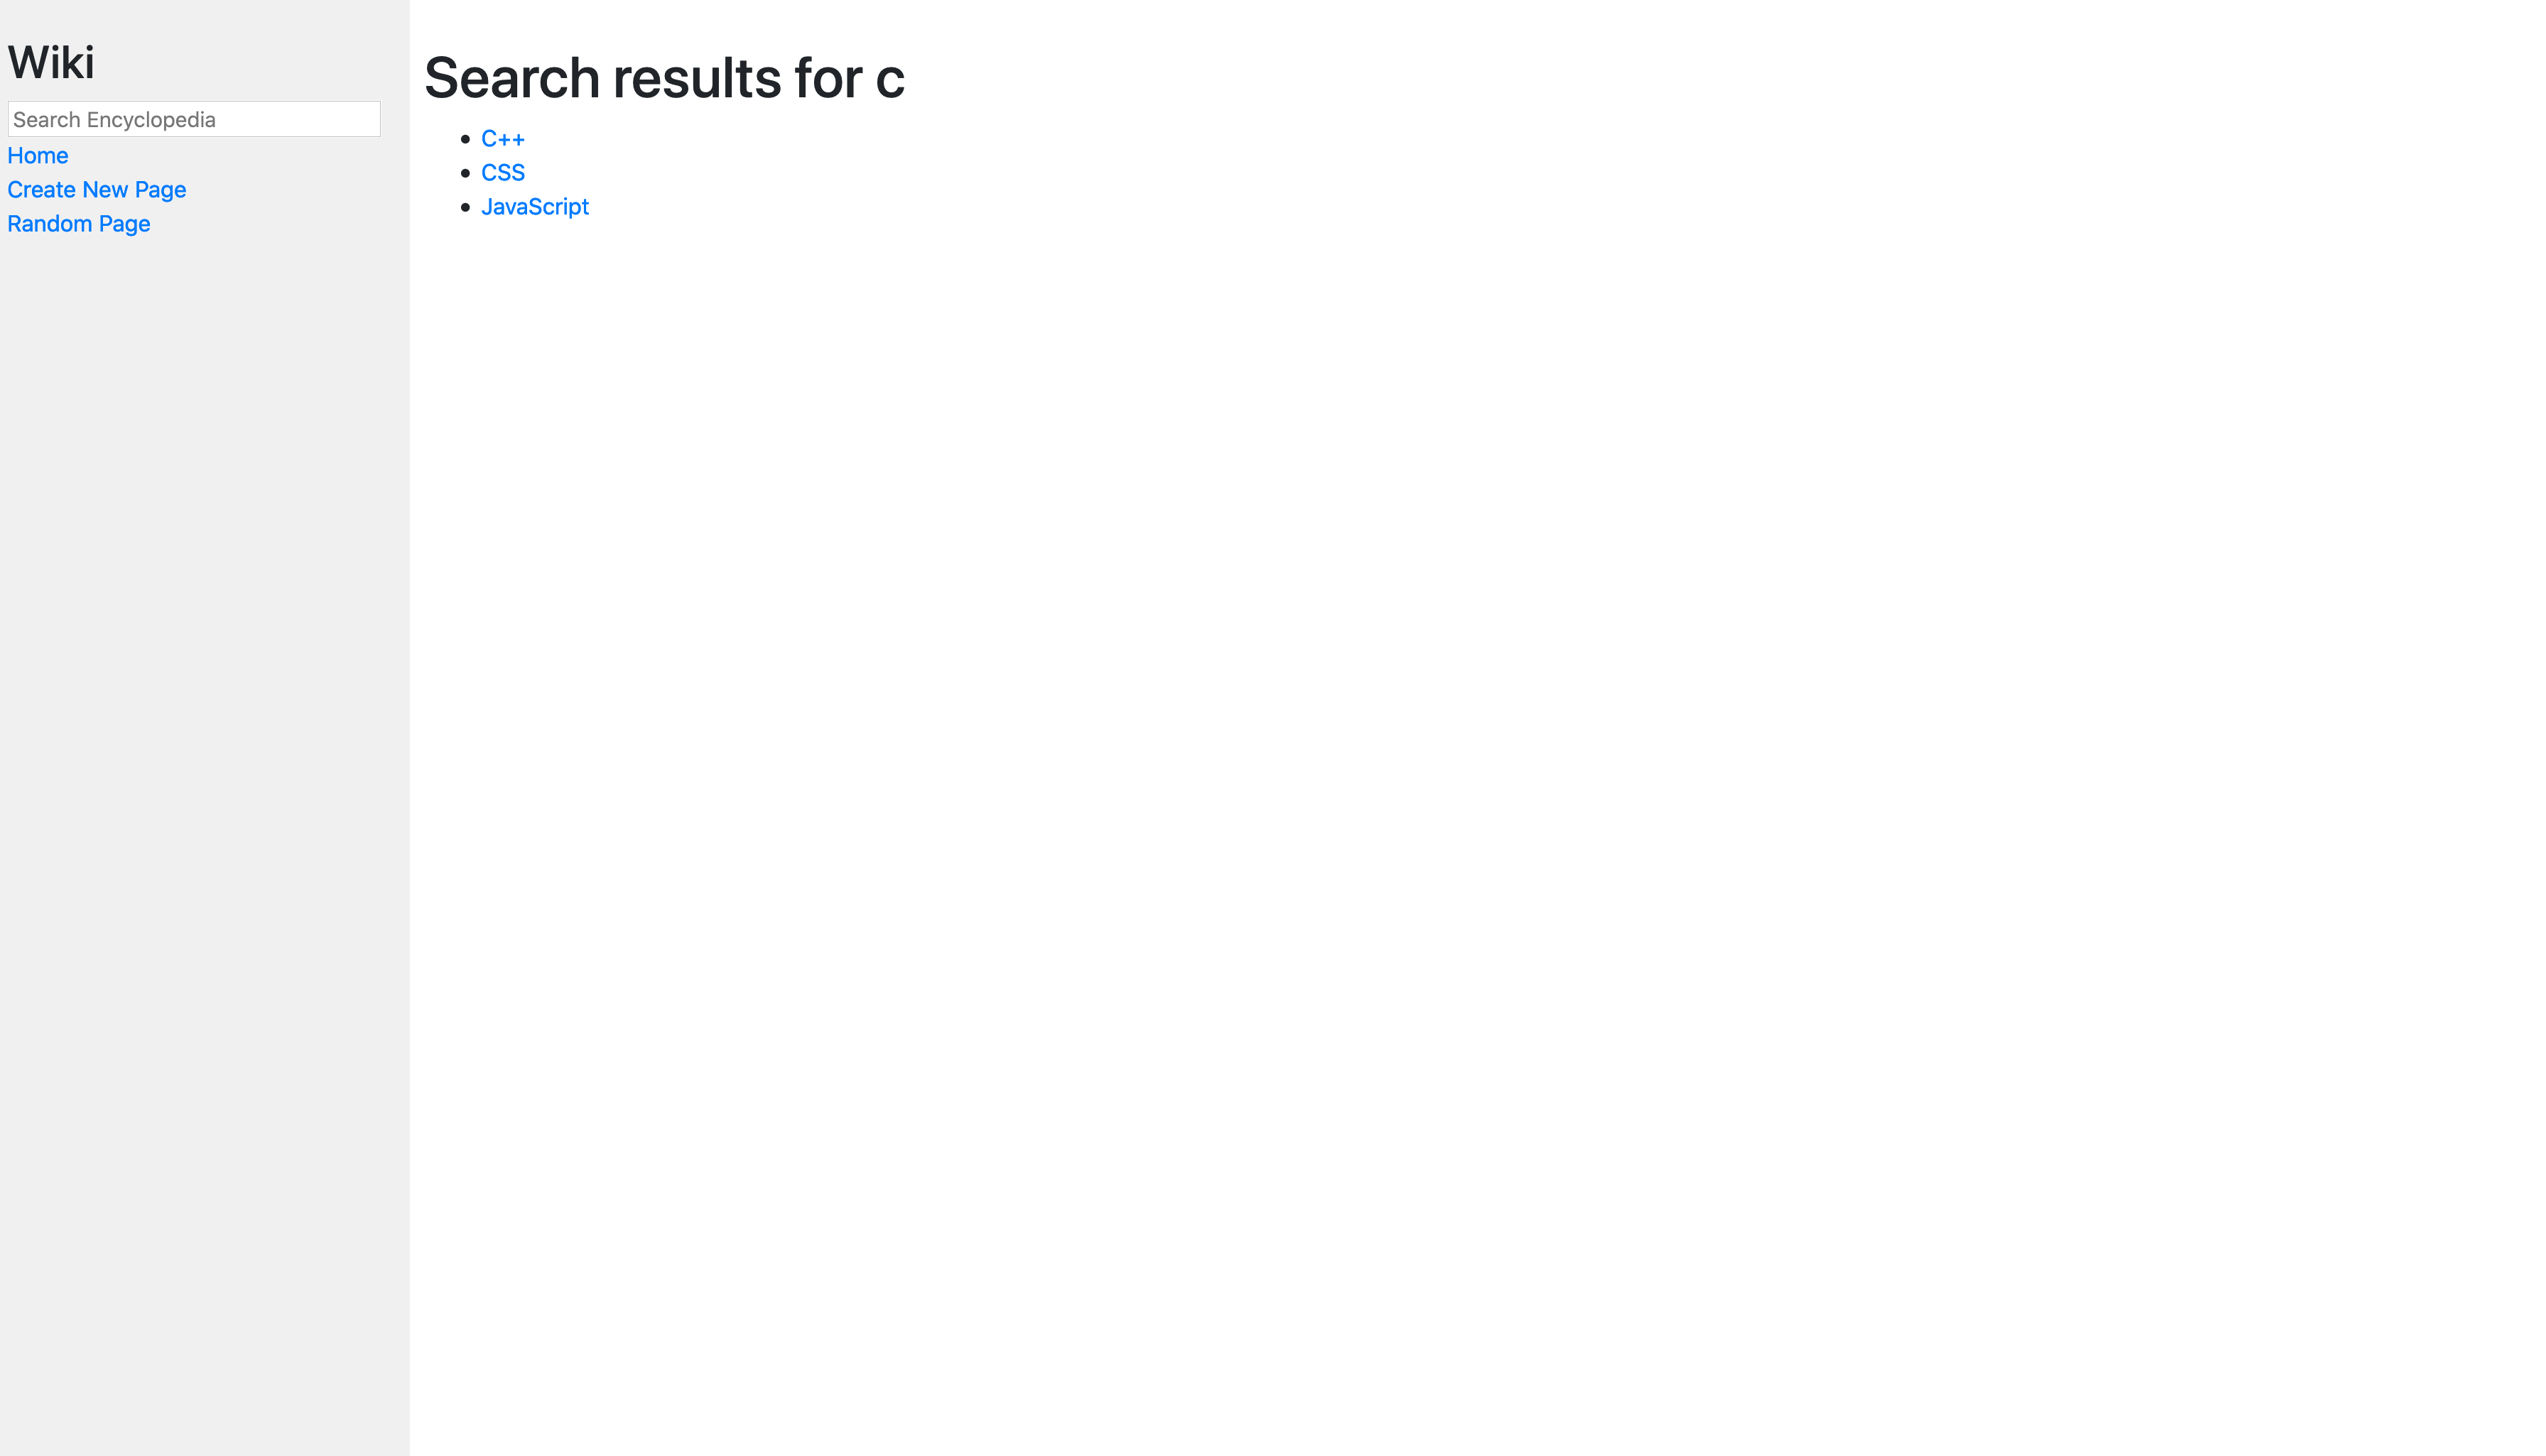 Wiki
Search Encyclopedia
Home
Create New Page
Random Page
Search results for c
C++
CSS
JavaScript